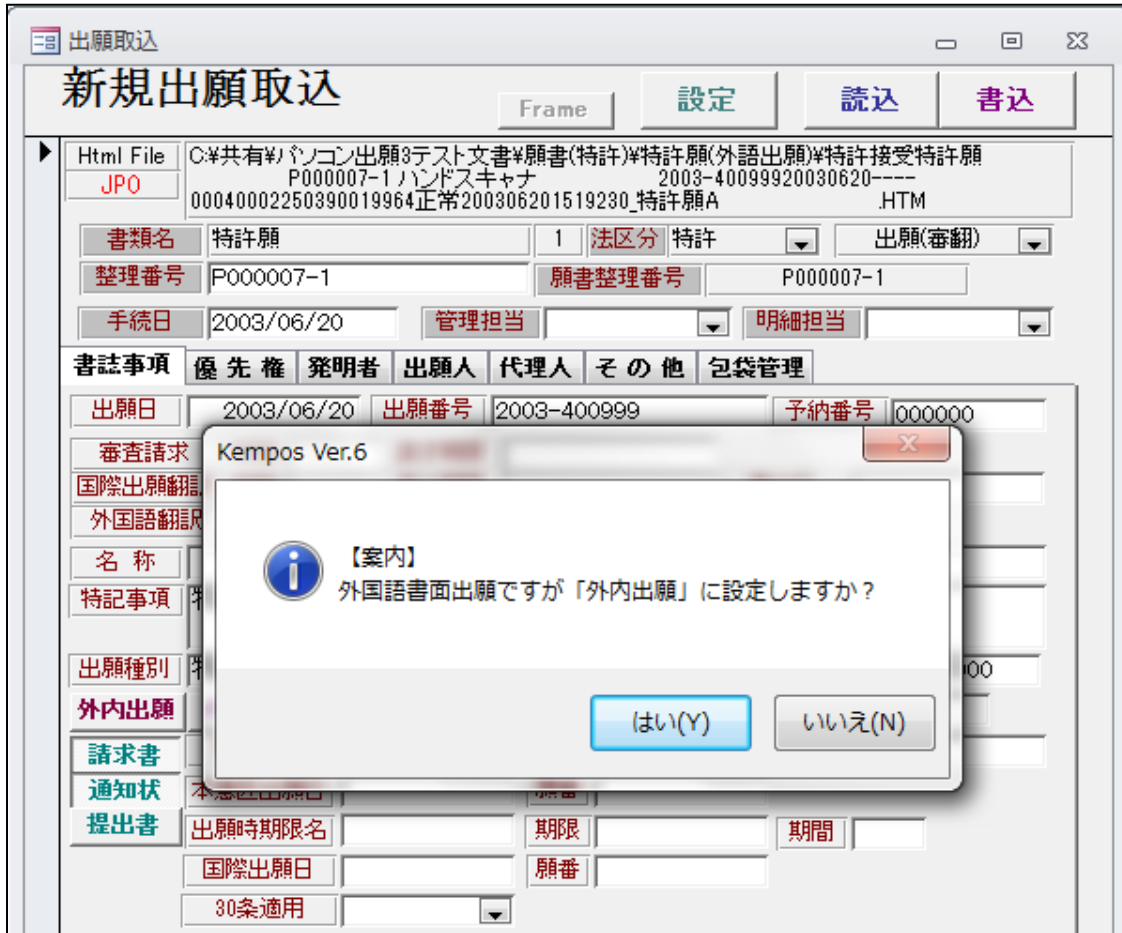 出願取込
新規出願取込
Frame
設定
読込
書込
Html File
C:¥共有¥パソコン出願3テスト文書¥願書(特許)¥特許願(外語出願)¥特許接受特許願
JPO
P000007-1 ハンドスキャナ 2003-40099920030620----
00040002250390019964正常200306201519230_特許願A .HTM
書類名 特許願 1 法区分 特許 出願(審翻)
整理番号 P000007-1 願書整理番号 P000007-1
手続日 2003/06/20 管理担当 明細担当
書誌事項 優先権 発明者 出願人 代理人 その他 包袋管理
出願日 2003/06/20 出願番号 2003-400999 予納番号 000000
審査請求
国際出願翻
外国語翻
名 称
特記事項
出願種別
外内出願
請求書
通知状
提出書
Kempos Ver.6
【案内】
外国語書面出願ですが「外内出願」に設定しますか？
はい(Y) いいえ(N)
出願時期限名 期限 期間
国際出願日 願番
30条適用